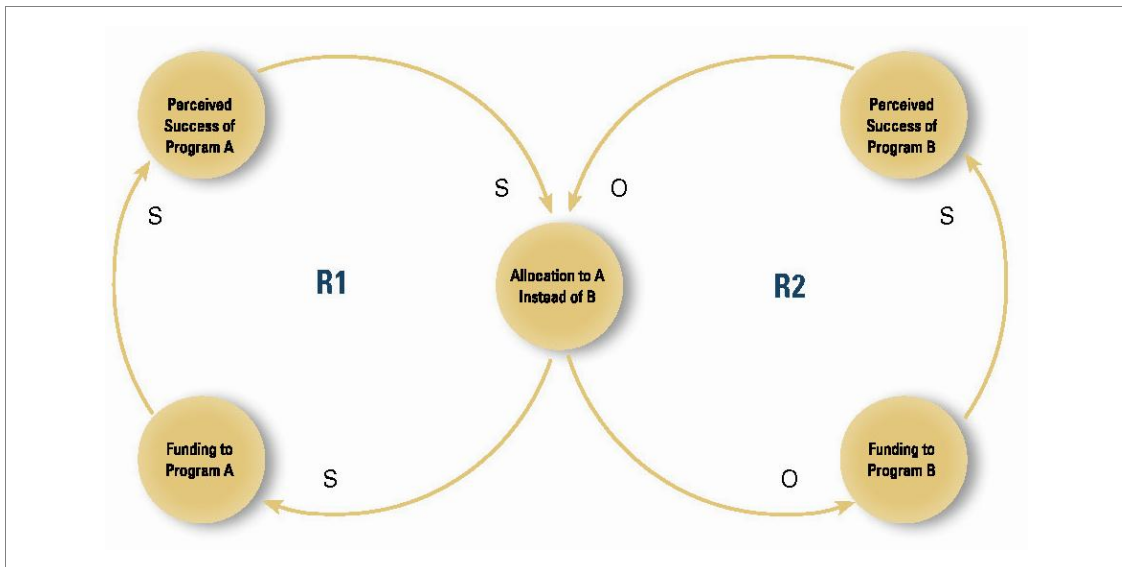 Perceived
Success of
Program A
Perceived
Success of
Program B
S
O
S
S
R1
Allocation to A
Instead of B
R2
Funding to
Program A
S
O
Funding to
Program B